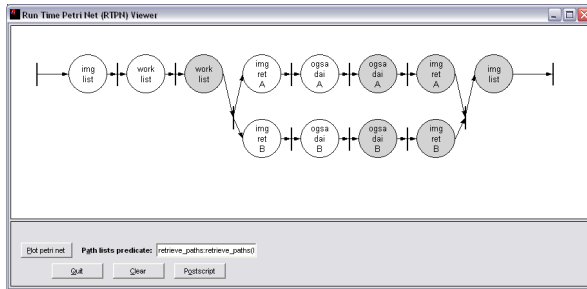 Run Time Petri Net (RTPN) Viewer
img
list
work
list
work
list
img
ret
A
ogsa
dai
A
ogsa
dai
A
img
ret
A
img
list
img
ret
B
ogsa
dai
B
ogsa
dai
B
img
ret
B
Plot petri net
Path lists predicate:
retrieve_paths:retrieve_paths(l
Quit
Clear
Postscript